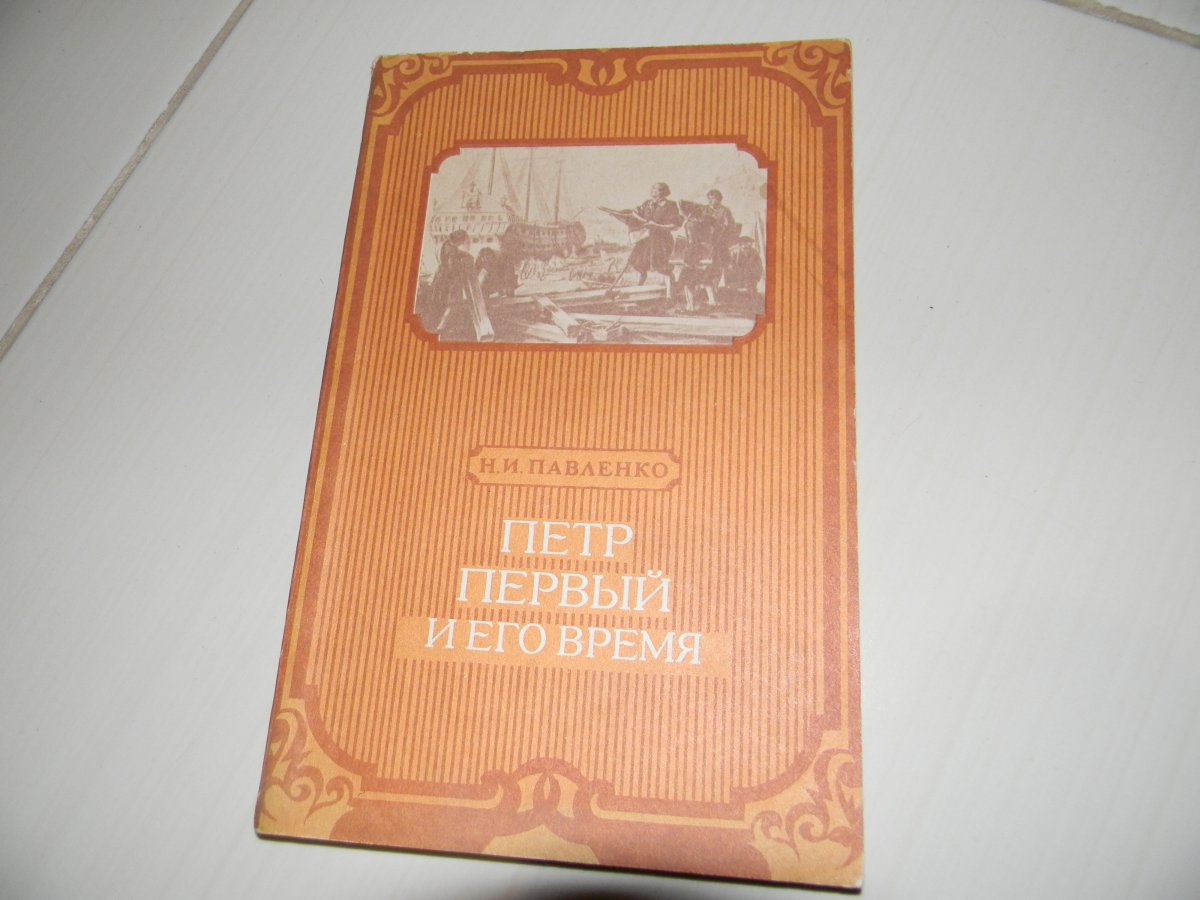 Н.И. ПАВЛЕНКО
ПЕТР
ПЕРВЫЙ
И ЕГО ВРЕМЯ